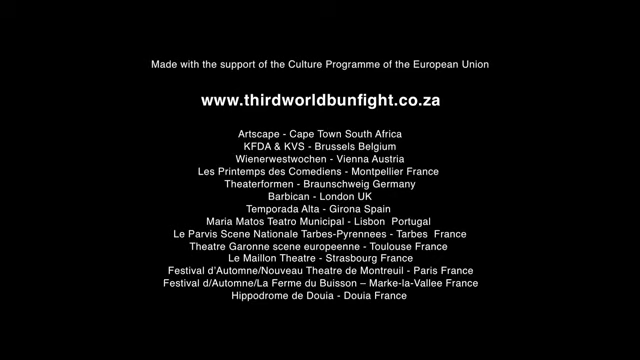 Made with the support of the Culture Programme of the European Union
www.thirdworldbunfight.co.za
Artscape - Cape Town South Africa
KFDA & KVS - Brussels Belgium
Wienerwestwochen - Vienna Austria
Les Printemps des Comediens - Montpellier France
Theaterformen - Braunschweig Germany
Barbican - London UK
Temporada Alta - Girona Spain
Maria Matos Teatro Municipal - Lisbon  Portugal
Le Parvis Scene Nationale Tarbes-Pyrennees - Tarbes  France
Theatre Garonne scene europeenne - Toulouse France
Le Maillon Theatre - Strasbourg France
Festival d'Automne/Nouveau Theatre de Montreuil - Paris France
Festival d/Automne/La Ferme du Buisson – Marke-la-Vallee France
Hippodrome de Douia - Douia France